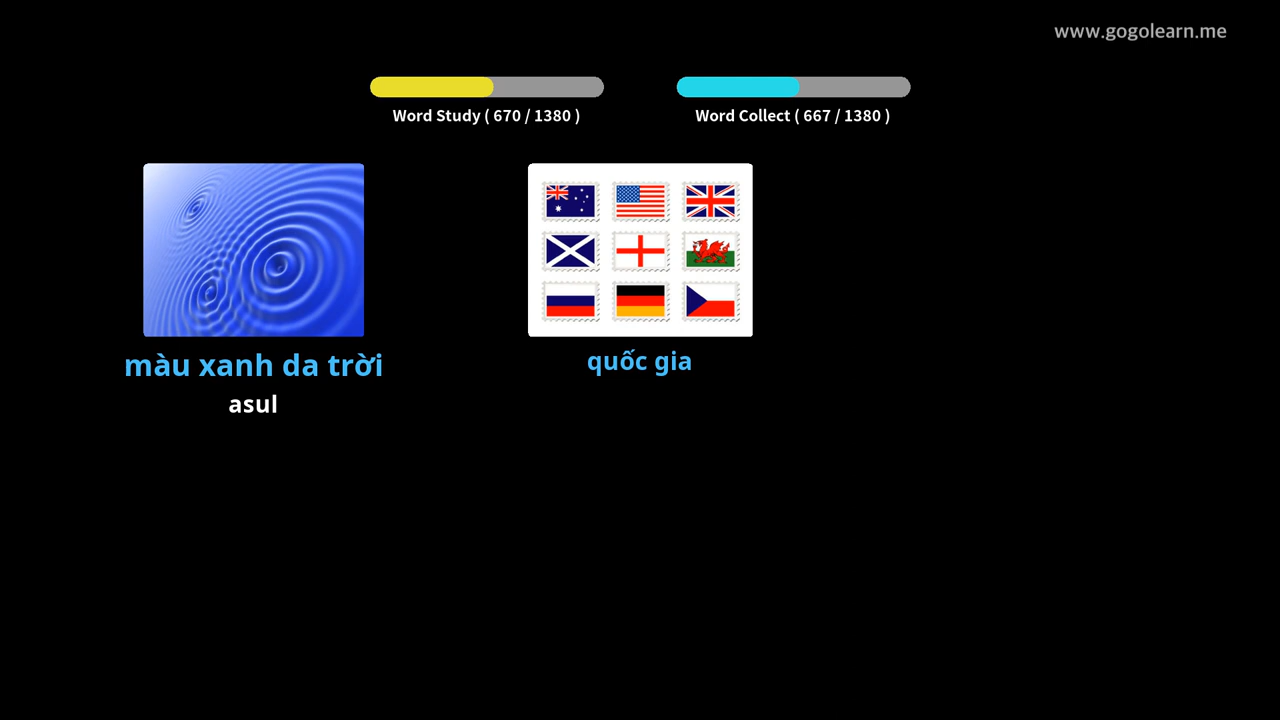 www.gogolearn.me
Word Study ( 670 / 1380 )
Word Collect ( 667 / 1380 )
màu xanh da trời
asul
quốc gia